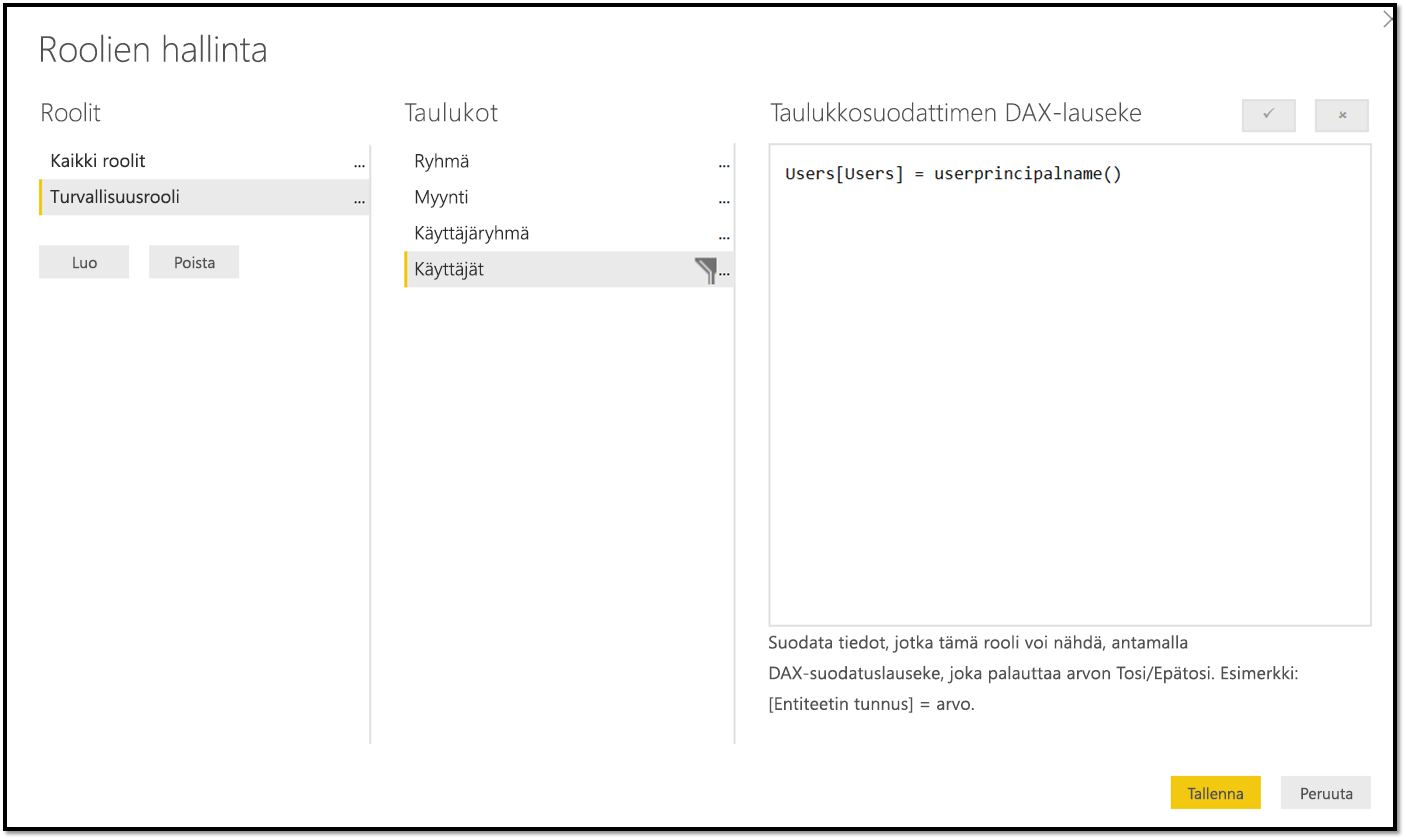 Roolien hallinta
Roolit
Kaikki roolit ...
Turvallisuusrooli ...
Luo Poista
Taulukot
Ryhmä ...
Myynti ...
Käyttäjäryhmä ...
Käyttäjät ...
Taulukkosuodattimen DAX-lauseke
Users[Users] = userprincipalname()
Suodata tiedot, jotka tämä rooli voi nähdä, antamalla
DAX-suodatuslauseke, joka palauttaa arvon Tosi/Epätosi. Esimerkki:
[Entiteetin tunnus] = arvo.
Tallenna Peruuta